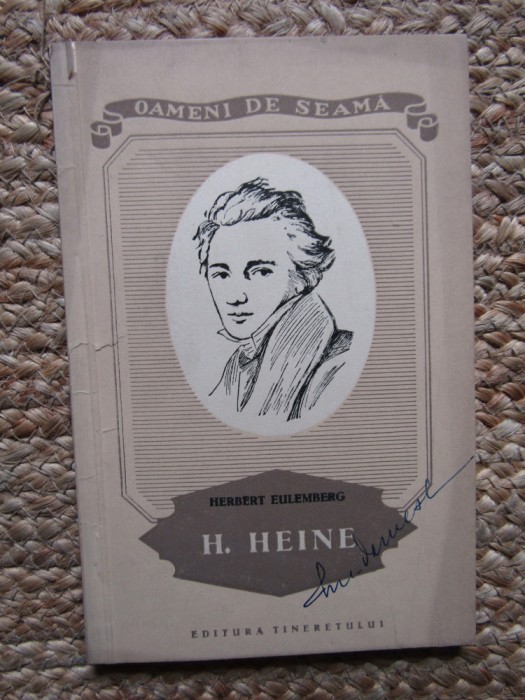 OAMENI DE SEAMĂ
HERBERT EULEMBERG
H. HEINE
EDITURA TINERETULUI